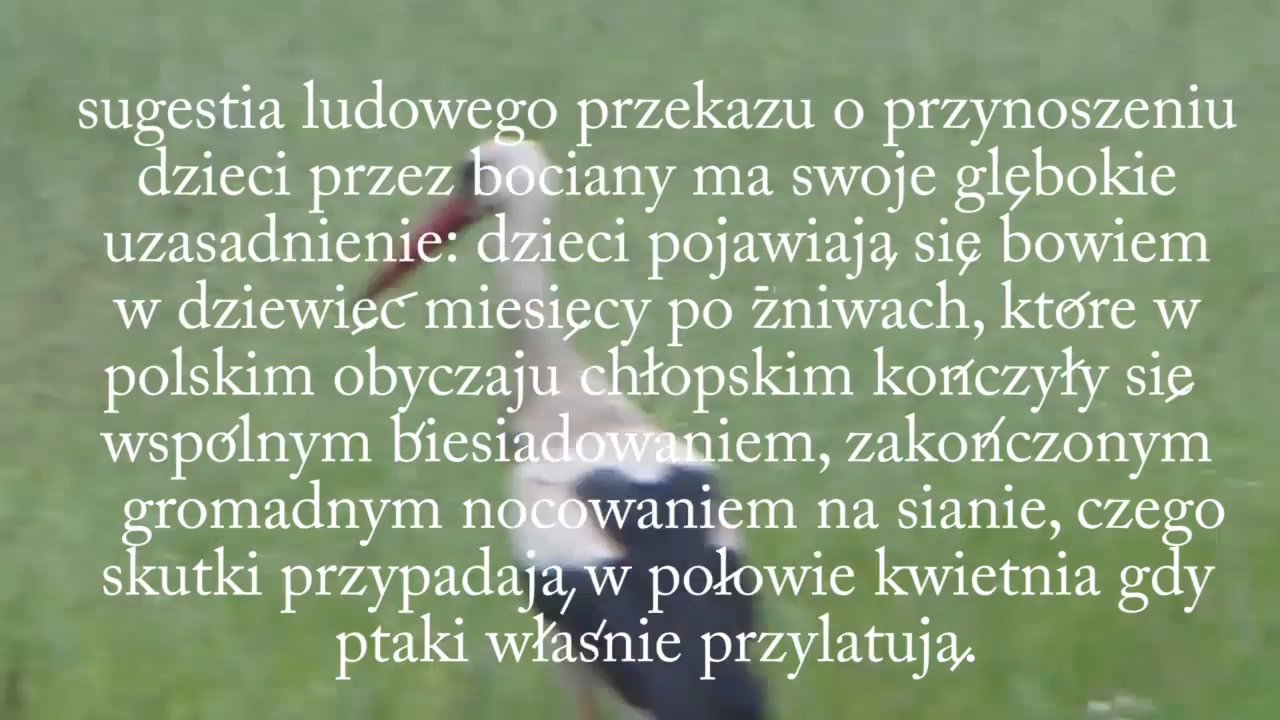 sugestia ludowego przekazu o przynoszeniu
dzieci przez bociany ma swoje głębokie
uzasadnienie: dzieci pojawiają się bowiem
w dziewięć miesięcy po żniwach, które w
polskim obyczaju chłopskim kończyły się
wspólnym biesiadowaniem, zakończonym
gromadnym nocowaniem na sianie, czego
skutki przypadają w połowie kwietnia gdy
ptaki właśnie przylatują.